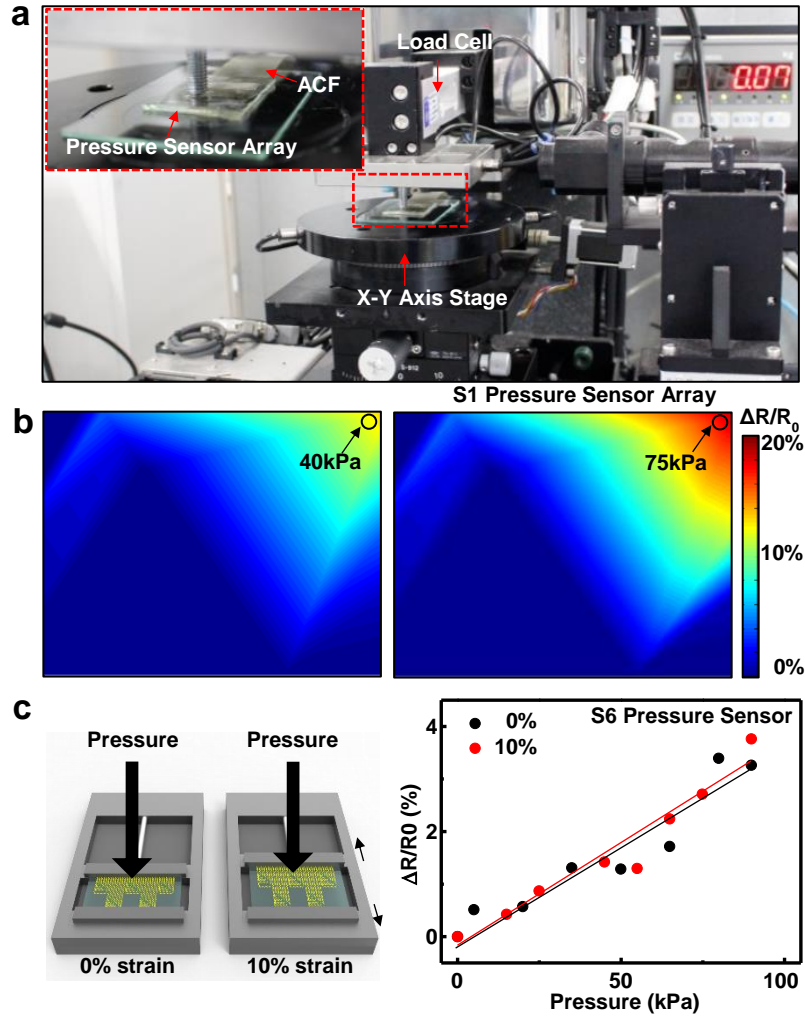 a
Load Cell
ACF
0.07
Pressure Sensor Array
X-Y Axis Stage
S1 Pressure Sensor Array
b
ΔR/R0
40kPa
75kPa
20%
10%
0%
c
Pressure
Pressure
0% strain
10% strain
S6 Pressure Sensor
0%
10%
ΔR/R0 (%)
4
2
0
0
50
100
Pressure (kPa)